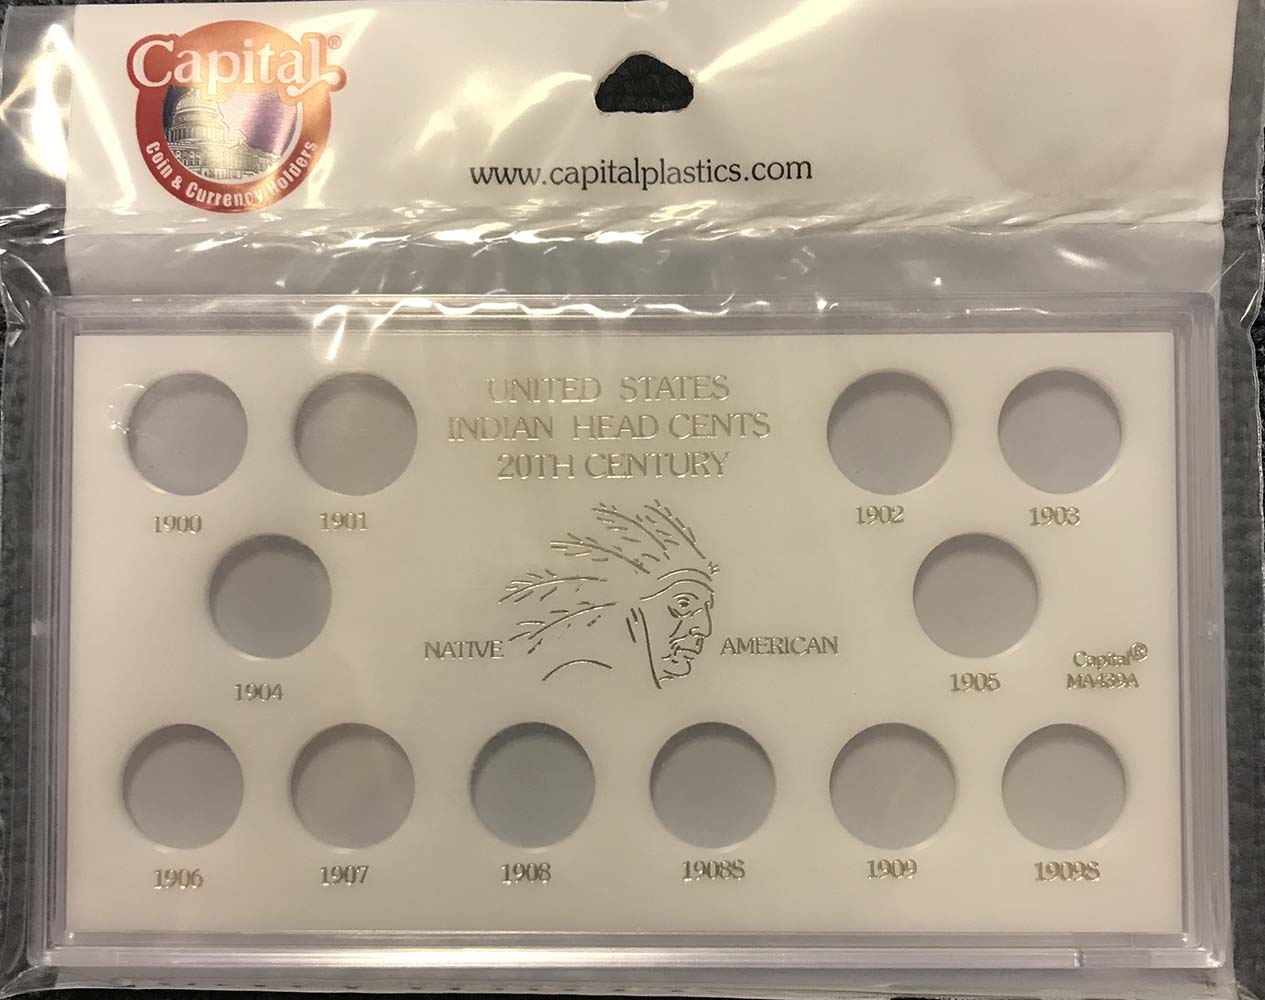 Capital®
Coin & Currency Holders
www.capitalplastics.com
UNITED STATES
INDIAN HEAD CENTS
20TH CENTURY
1900
1901
1902
1903
NATIVE AMERICAN
1904
1905
Capital®
MA439A
1906
1907
1908
1908S
1909
1909S